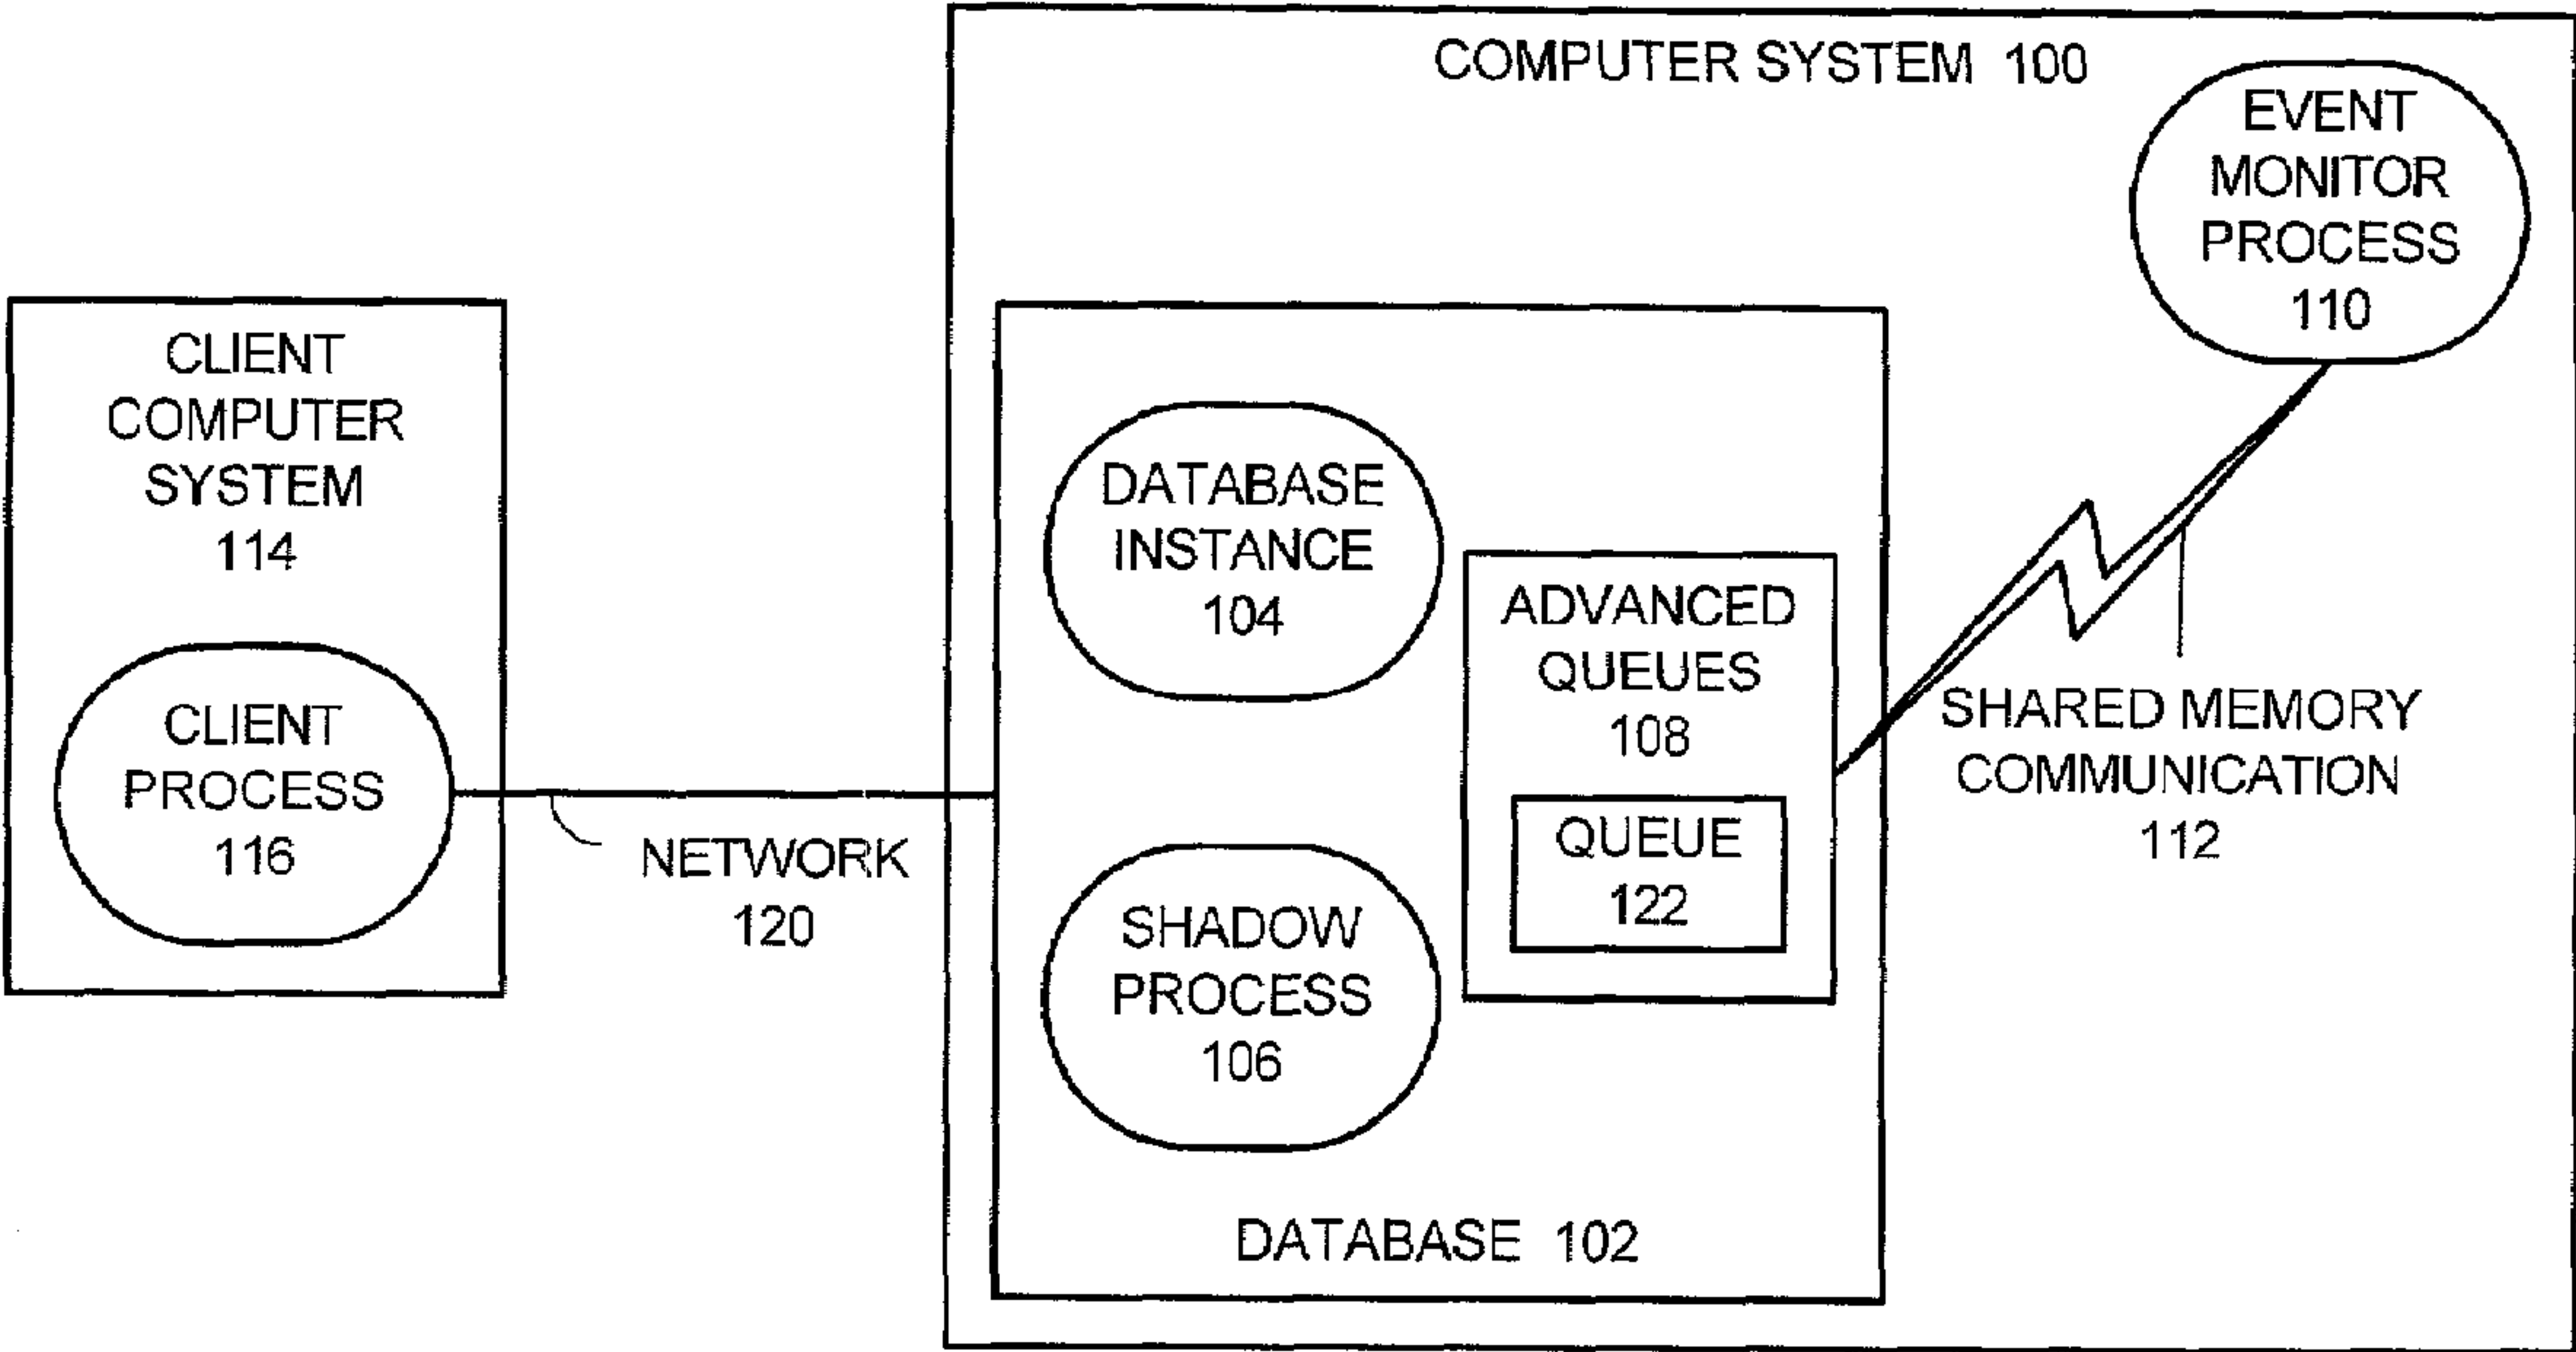 COMPUTER SYSTEM 100
EVENT
MONITOR
PROCESS
110
CLIENT
COMPUTER
SYSTEM
114
CLIENT
PROCESS
116
NETWORK
120
DATABASE
INSTANCE
104
SHADOW
PROCESS
106
ADVANCED
QUEUES
108
QUEUE
122
SHARED MEMORY
COMMUNICATION
112
DATABASE 102